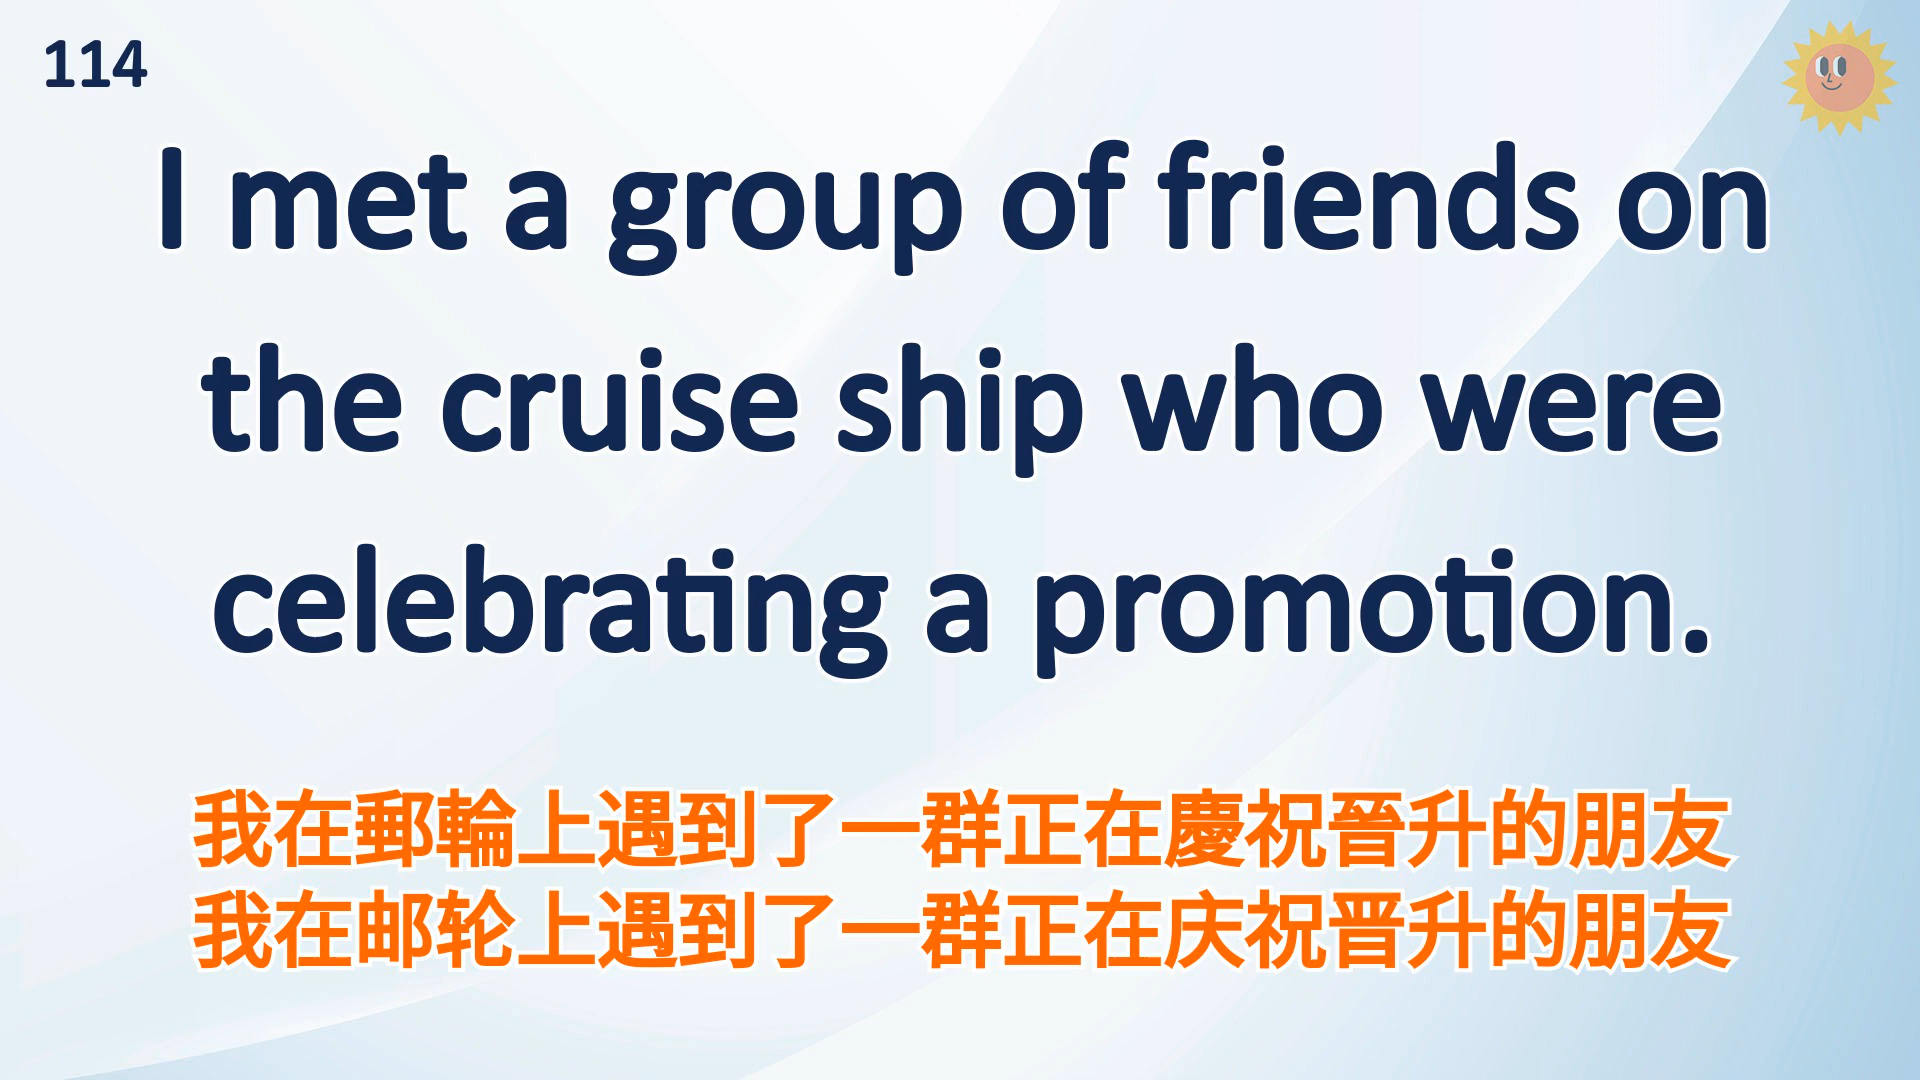 114
I met a group of friends on
the cruise ship who were
celebrating a promotion.
我在郵輪上遇到了一群正在慶祝晉升的朋友
我在邮轮上遇到了一群正在庆祝晋升的朋友